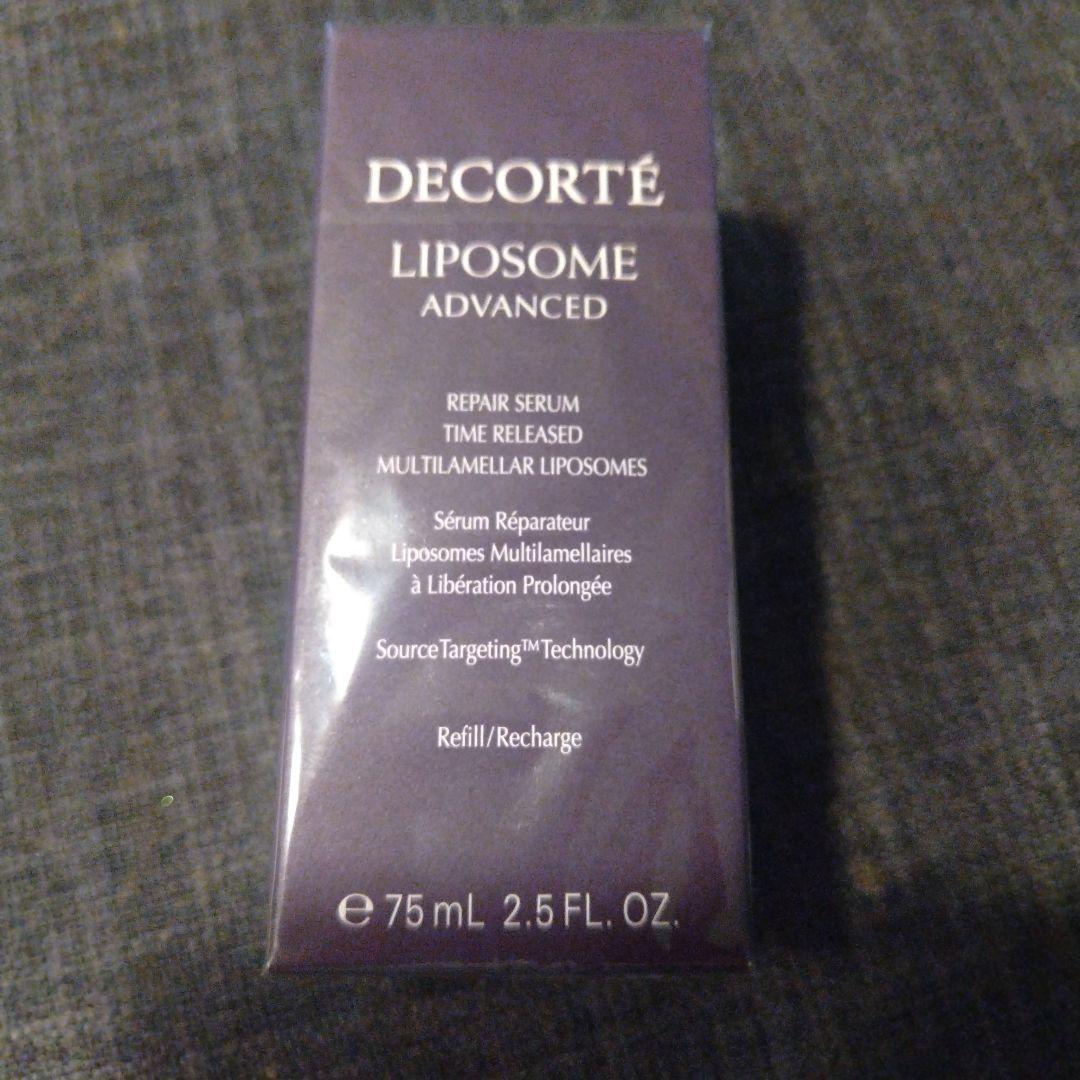 DECORTÉ
LIPOSOME
ADVANCED
REPAIR SERUM
TIME RELEASED
MULTILAMELLAR LIPOSOMES
Sérum Réparateur
Liposomes Multilamellaires
à Libération Prolongée
SourceTargeting™Technology
Refill/Recharge
℮ 75 mL 2.5 FL. OZ.